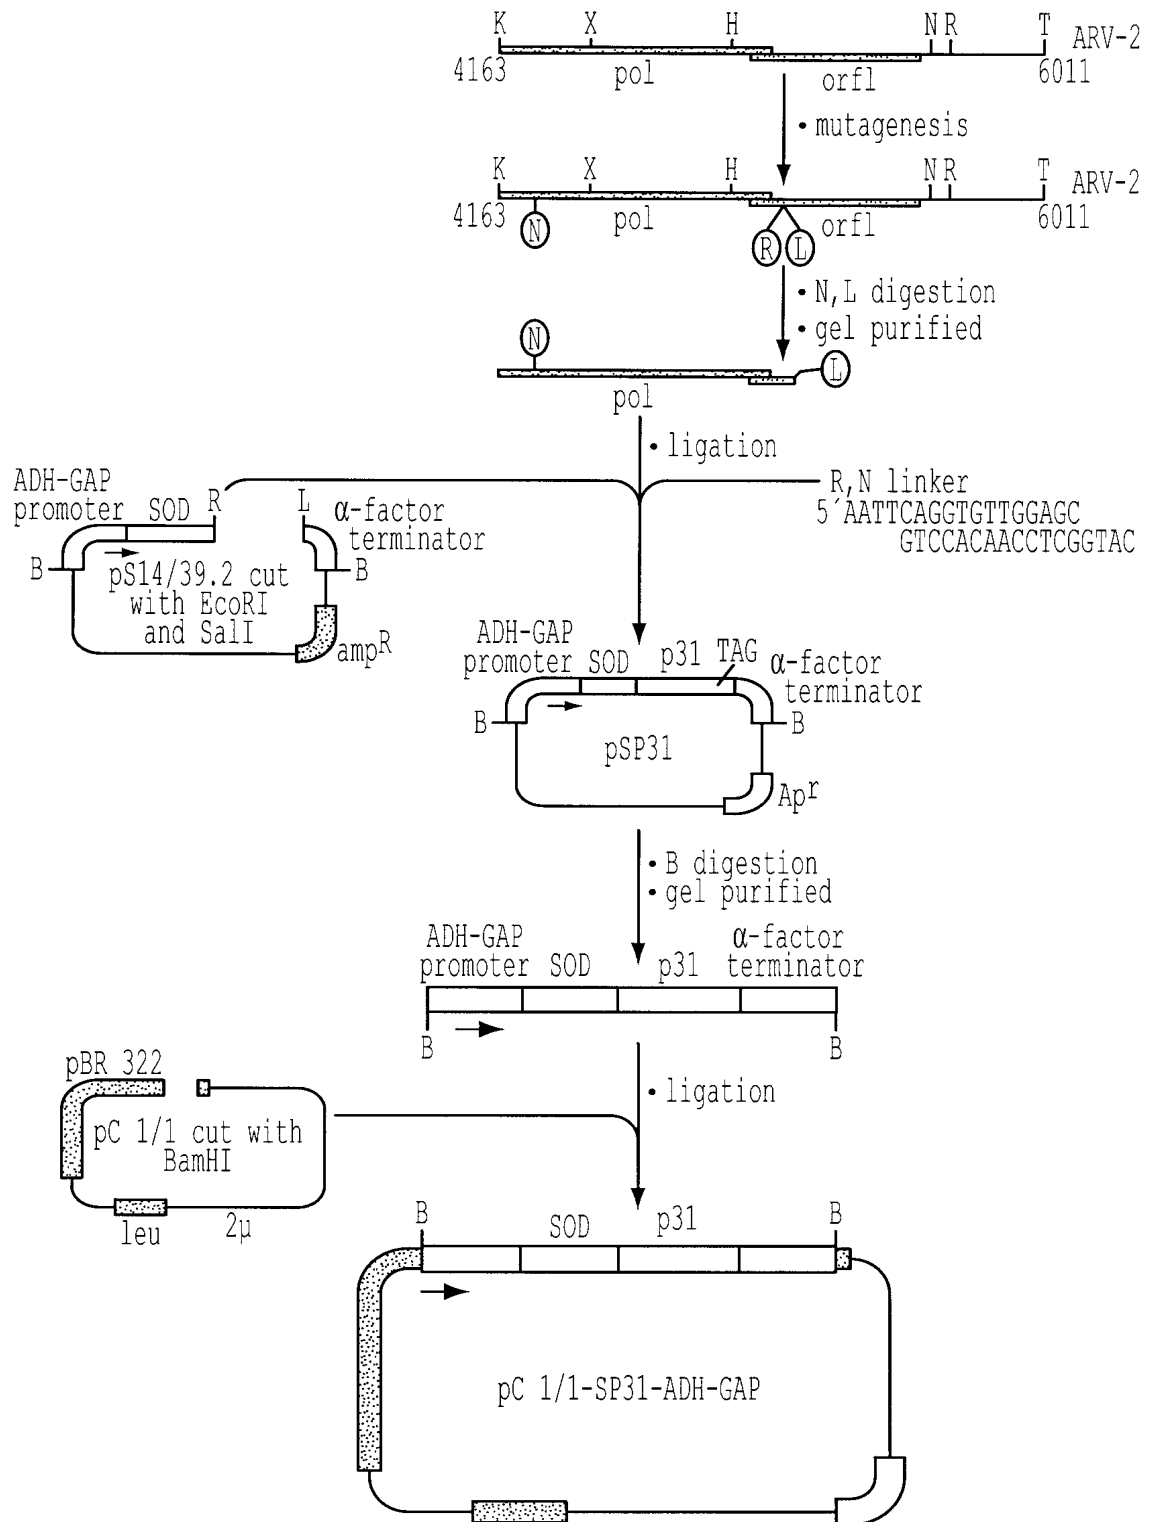 K X H N R T
ARV-2
4163 pol orfl 6011
• mutagenesis
K X H N R T
ARV-2
4163 N pol orfl 6011
R L
• N,L digestion
• gel purified
N
L
pol
• ligation
ADH-GAP
promoter SOD R L
α-factor
terminator
B B
pS14/39.2 cut
with EcoRI
and SalI
ampR
R,N linker
5´AATTCAGGTGTTGGAGC
GTCCACAACCTCGGTAC
ADH-GAP
promoter SOD p31 TAG
α-factor
terminator
B B
pSP31
Apr
• B digestion
• gel purified
ADH-GAP
promoter SOD p31
α-factor
terminator
B B
pBR 322
pC 1/1 cut with
BamHI
leu 2μ
• ligation
B SOD p31 B
pC 1/1-SP31-ADH-GAP